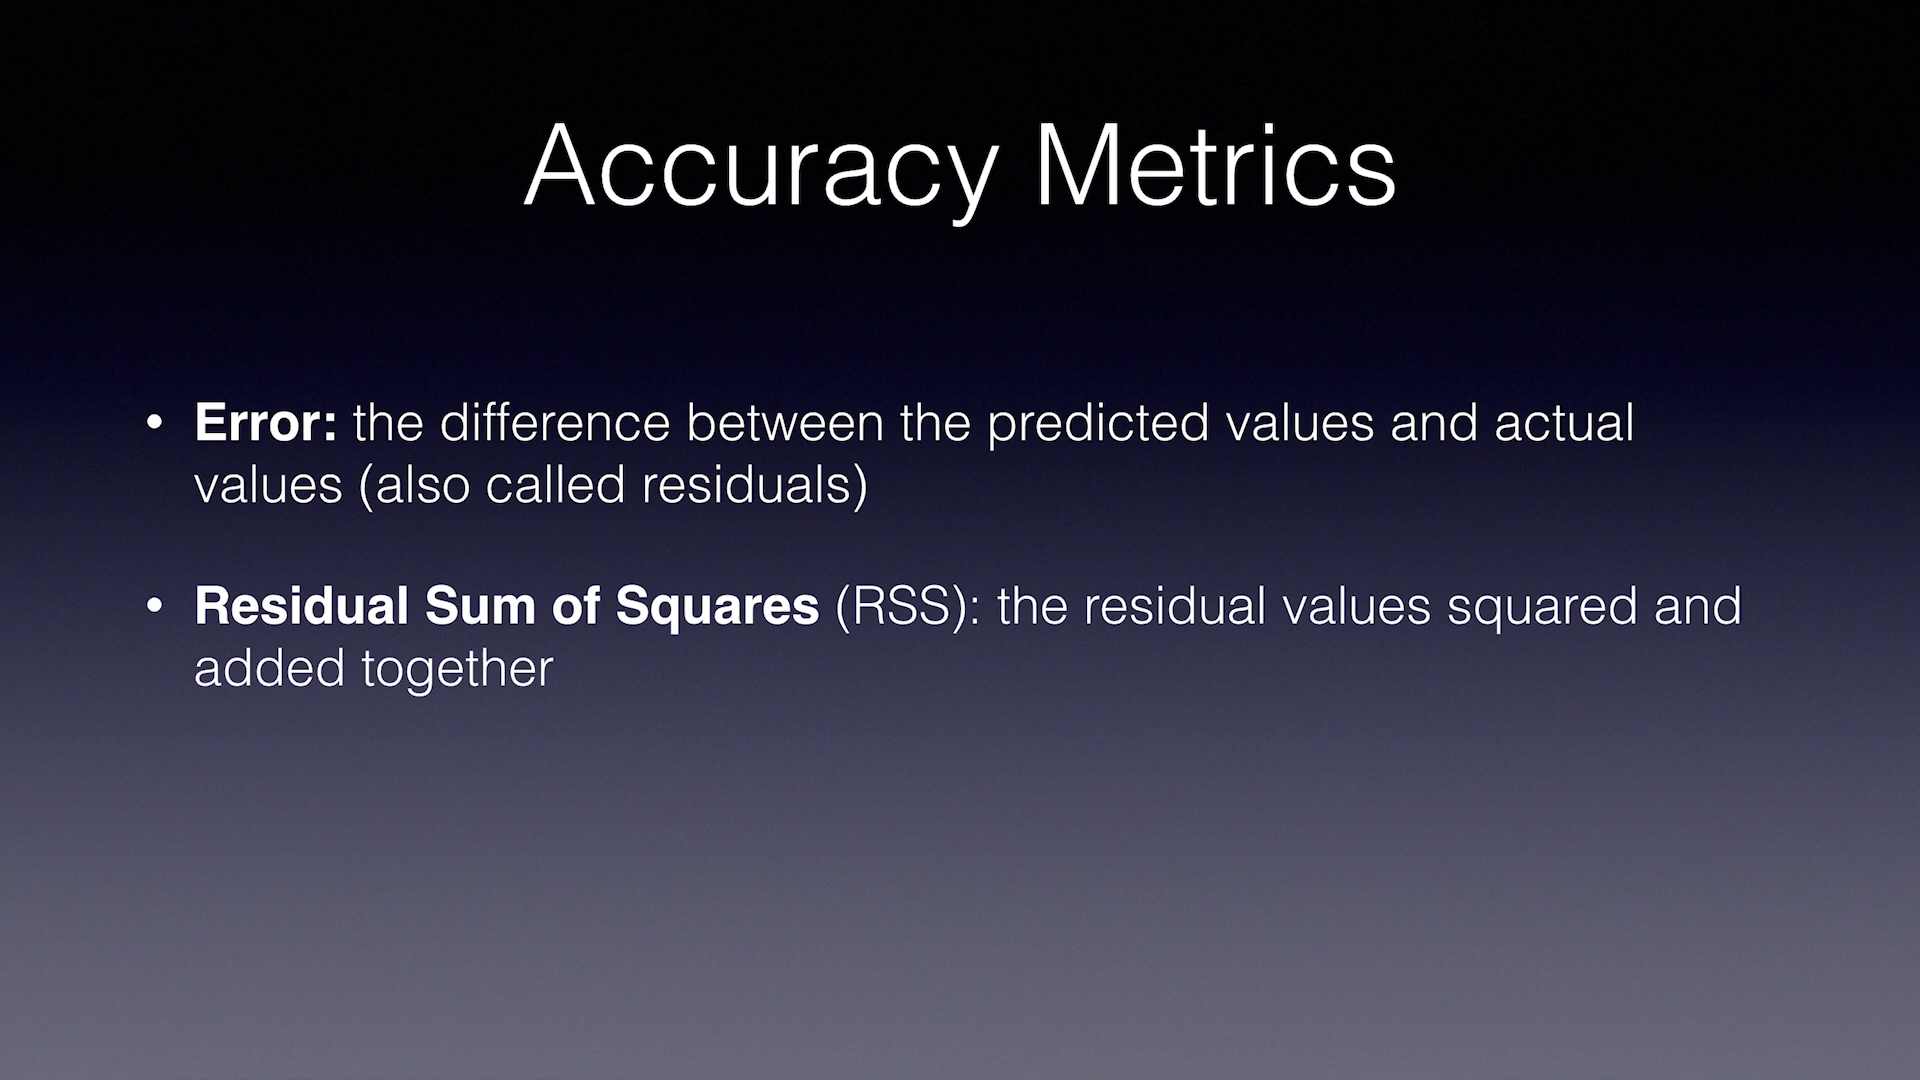 Accuracy Metrics
• Error: the difference between the predicted values and actual
values (also called residuals)
• Residual Sum of Squares (RSS): the residual values squared and
added together